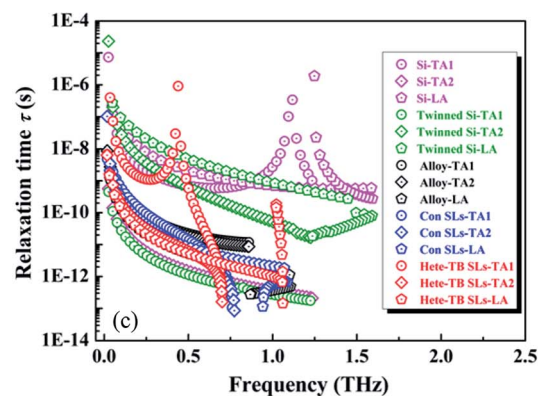 1E-4
1E-6
1E-8
1E-10
1E-12
1E-14
Relaxation time τ (s)
(c)
Si-TA1
Si-TA2
Si-LA
Twinned Si-TA1
Twinned Si-TA2
Twinned Si-LA
Alloy-TA1
Alloy-TA2
Alloy-LA
Con SLs-TA1
Con SLs-TA2
Con SLs-LA
Hete-TB SLs-TA1
Hete-TB SLs-TA2
Hete-TB SLs-LA
0.0 0.5 1.0 1.5 2.0 2.5
Frequency (THz)